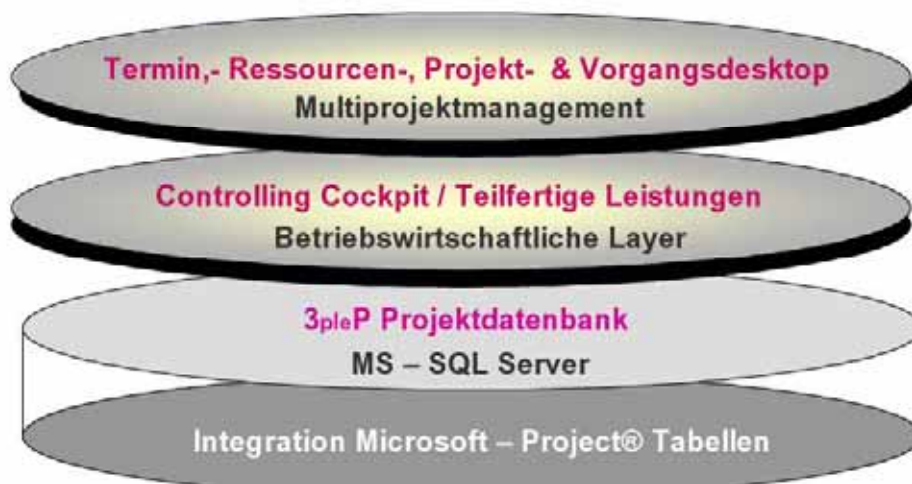 Termin,- Ressourcen-, Projekt- & Vorgangsdesktop
Multiprojektmanagement
Controlling Cockpit / Teilfertige Leistungen
Betriebswirtschaftliche Layer
3pleP Projektdatenbank
MS – SQL Server
Integration Microsoft – Project® Tabellen